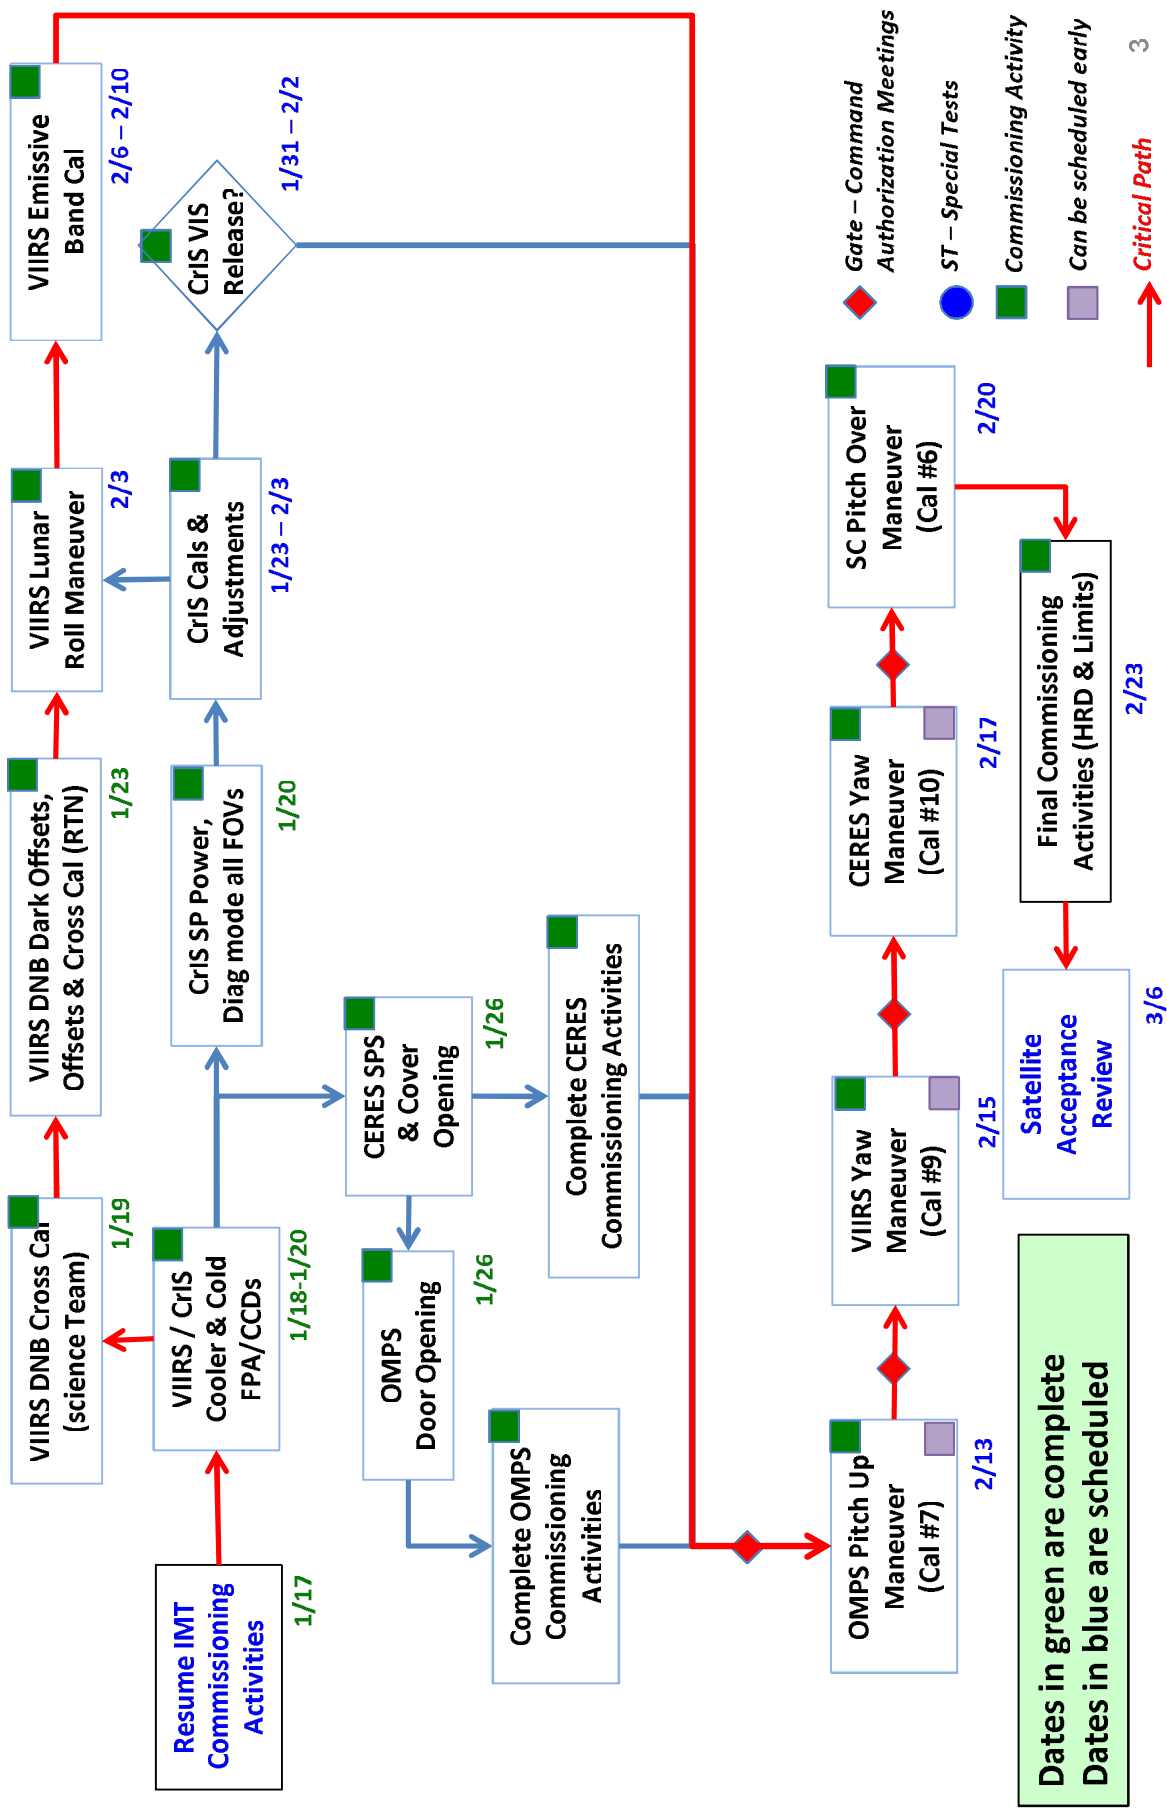 VIIRS DNB Cross Cal
(science Team)
1/19
VIIRS DNB Dark Offsets,
Offsets & Cross Cal (RTN)
1/23
VIIRS Lunar
Roll Maneuver
2/3
VIIRS Emissive
Band Cal
2/6 – 2/10
Resume IMT
Commissioning
Activities
1/17
VIIRS / CrIS
Cooler & Cold
FPA/CCDs
1/18-1/20
CrIS SP Power,
Diag mode all FOVs
1/20
CrIS Cals &
Adjustments
1/23 – 2/3
CrIS VIS
Release?
1/31 – 2/2
OMPS
Door Opening
1/26
CERES SPS
& Cover
Opening
1/26
Complete OMPS
Commissioning
Activities
Complete CERES
Commissioning Activities
OMPS Pitch Up
Maneuver
(Cal #7)
2/13
VIIRS Yaw
Maneuver
(Cal #9)
2/15
CERES Yaw
Maneuver
(Cal #10)
2/17
SC Pitch Over
Maneuver
(Cal #6)
2/20
Gate – Command
Authorization Meetings
ST – Special Tests
Commissioning Activity
Can be scheduled early
Critical Path
Dates in green are complete
Dates in blue are scheduled
Satellite
Acceptance
Review
3/6
Final Commissioning
Activities (HRD & Limits)
2/23
3